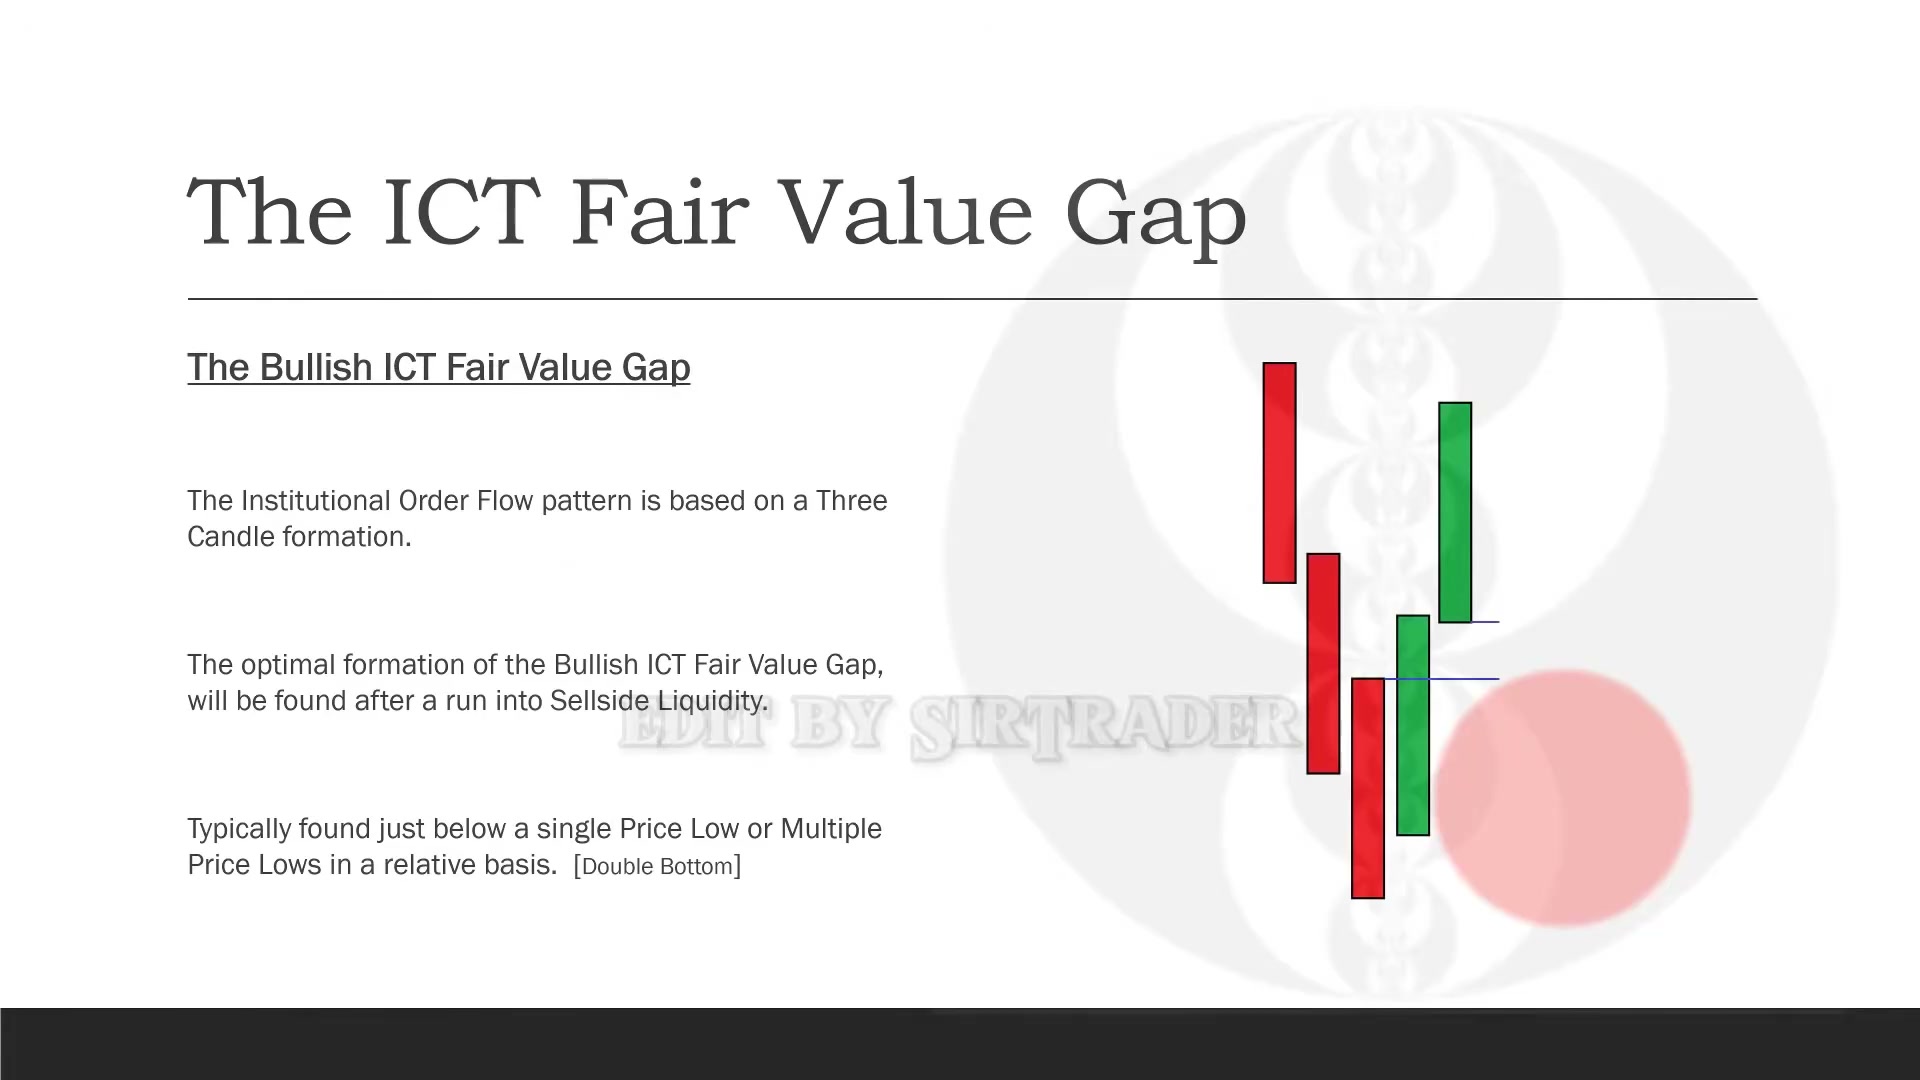 The ICT Fair Value Gap
The Bullish ICT Fair Value Gap
The Institutional Order Flow pattern is based on a Three
Candle formation.
The optimal formation of the Bullish ICT Fair Value Gap,
will be found after a run into Sellside Liquidity.
EDIT BY SIRTRADER
Typically found just below a single Price Low or Multiple
Price Lows in a relative basis.  [Double Bottom]